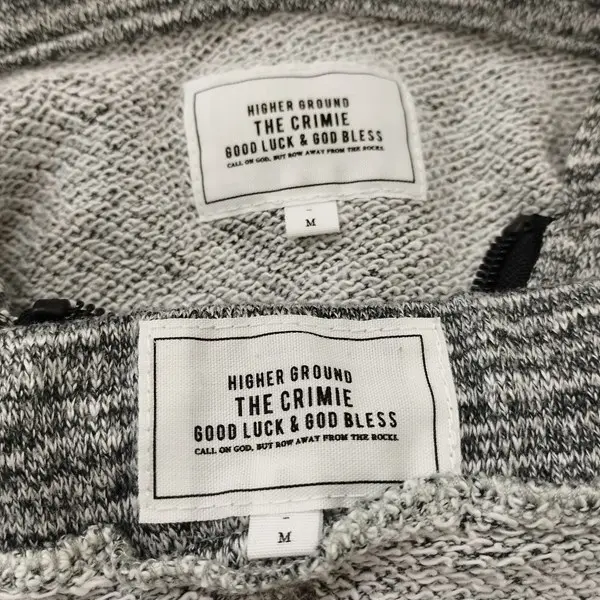 HIGHER GROUND
THE CRIMIE
GOOD LUCK & GOD BLESS
CALL ON GOD, BUT ROW AWAY FROM THE ROCKS.
M
HIGHER GROUND
THE CRIMIE
GOOD LUCK & GOD BLESS
CALL ON GOD, BUT ROW AWAY FROM THE ROCKS.
M